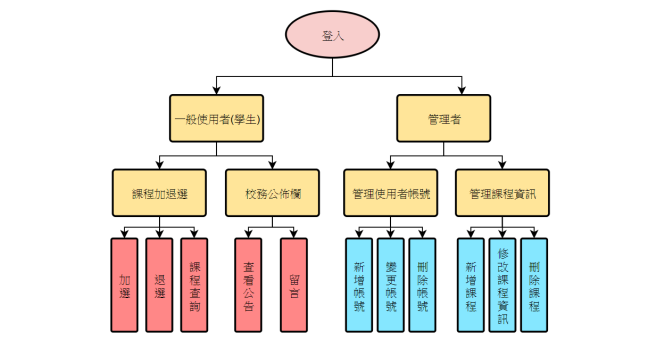 登入
一般使用者(學生)
管理者
課程加退選
校務公佈欄
管理使用者帳號
管理課程資訊
加選
退選
課程查詢
查看公告
留言
新增帳號
變更帳號
刪除帳號
新增課程
修改課程資訊
刪除課程